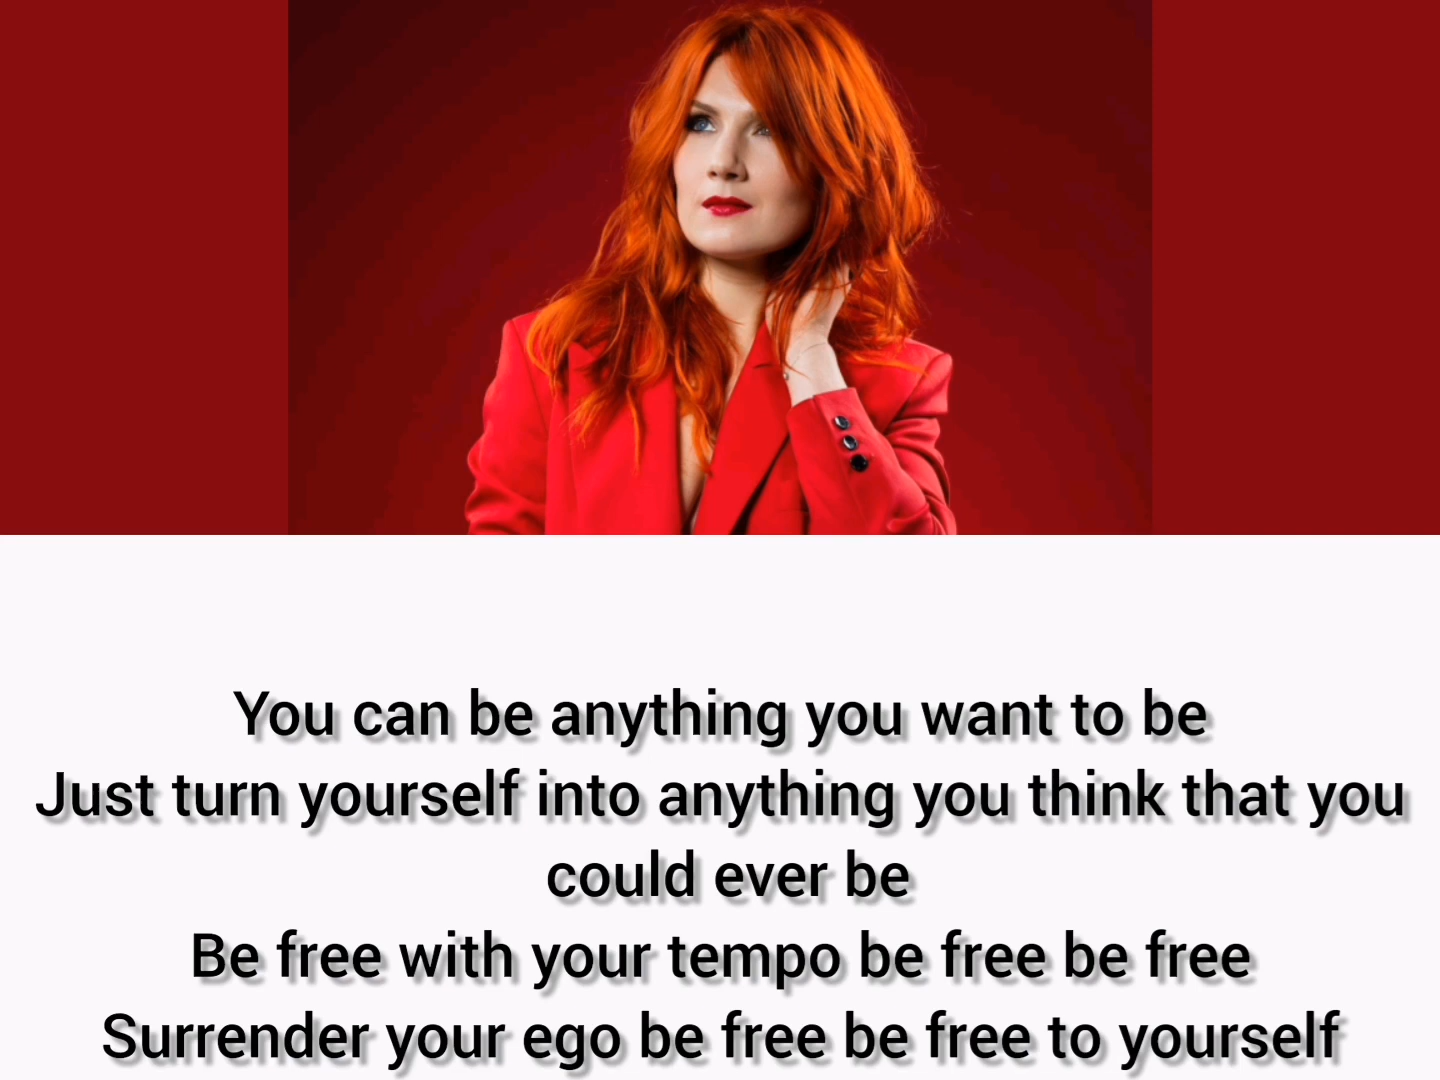 You can be anything you want to be
Just turn yourself into anything you think that you
could ever be
Be free with your tempo be free be free
Surrender your ego be free be free to yourself